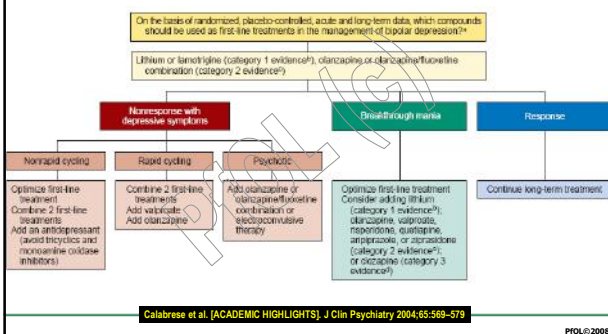 On the basis of randomized, placebo-controlled, acute and long-term data, which compounds
should be used as first-line treatments in the management of bipolar depression?ª
Lithium or lamotrigine (category 1 evidenceᵇ), olanzapine or olanzapine/fluoxetine
combination (category 2 evidenceᶜ)
Nonresponse with
depressive symptoms
Breakthrough mania
Response
Nonrapid cycling
Rapid cycling
Psychotic
Optimize first-line
treatment
Combine 2 first-line
treatments
Add an antidepressant
(avoid tricyclics and
monoamine oxidase
inhibitors)
Combine 2 first-line
treatments
Add valproate
Add olanzapine
Add olanzapine or
olanzapine/fluoxetine
combination or
electroconvulsive
therapy
Optimize first-line treatment
Consider adding lithium
(category 1 evidenceᵇ);
olanzapine, valproate,
risperidone, quetiapine,
aripiprazole, or ziprasidone
(category 2 evidenceᶜ);
or clozapine (category 3
evidenceᵈ)
Continue long-term treatment
PfOL (c)
Calabrese et al. [ACADEMIC HIGHLIGHTS]. J Clin Psychiatry 2004;65:569–579
PfOL©2008